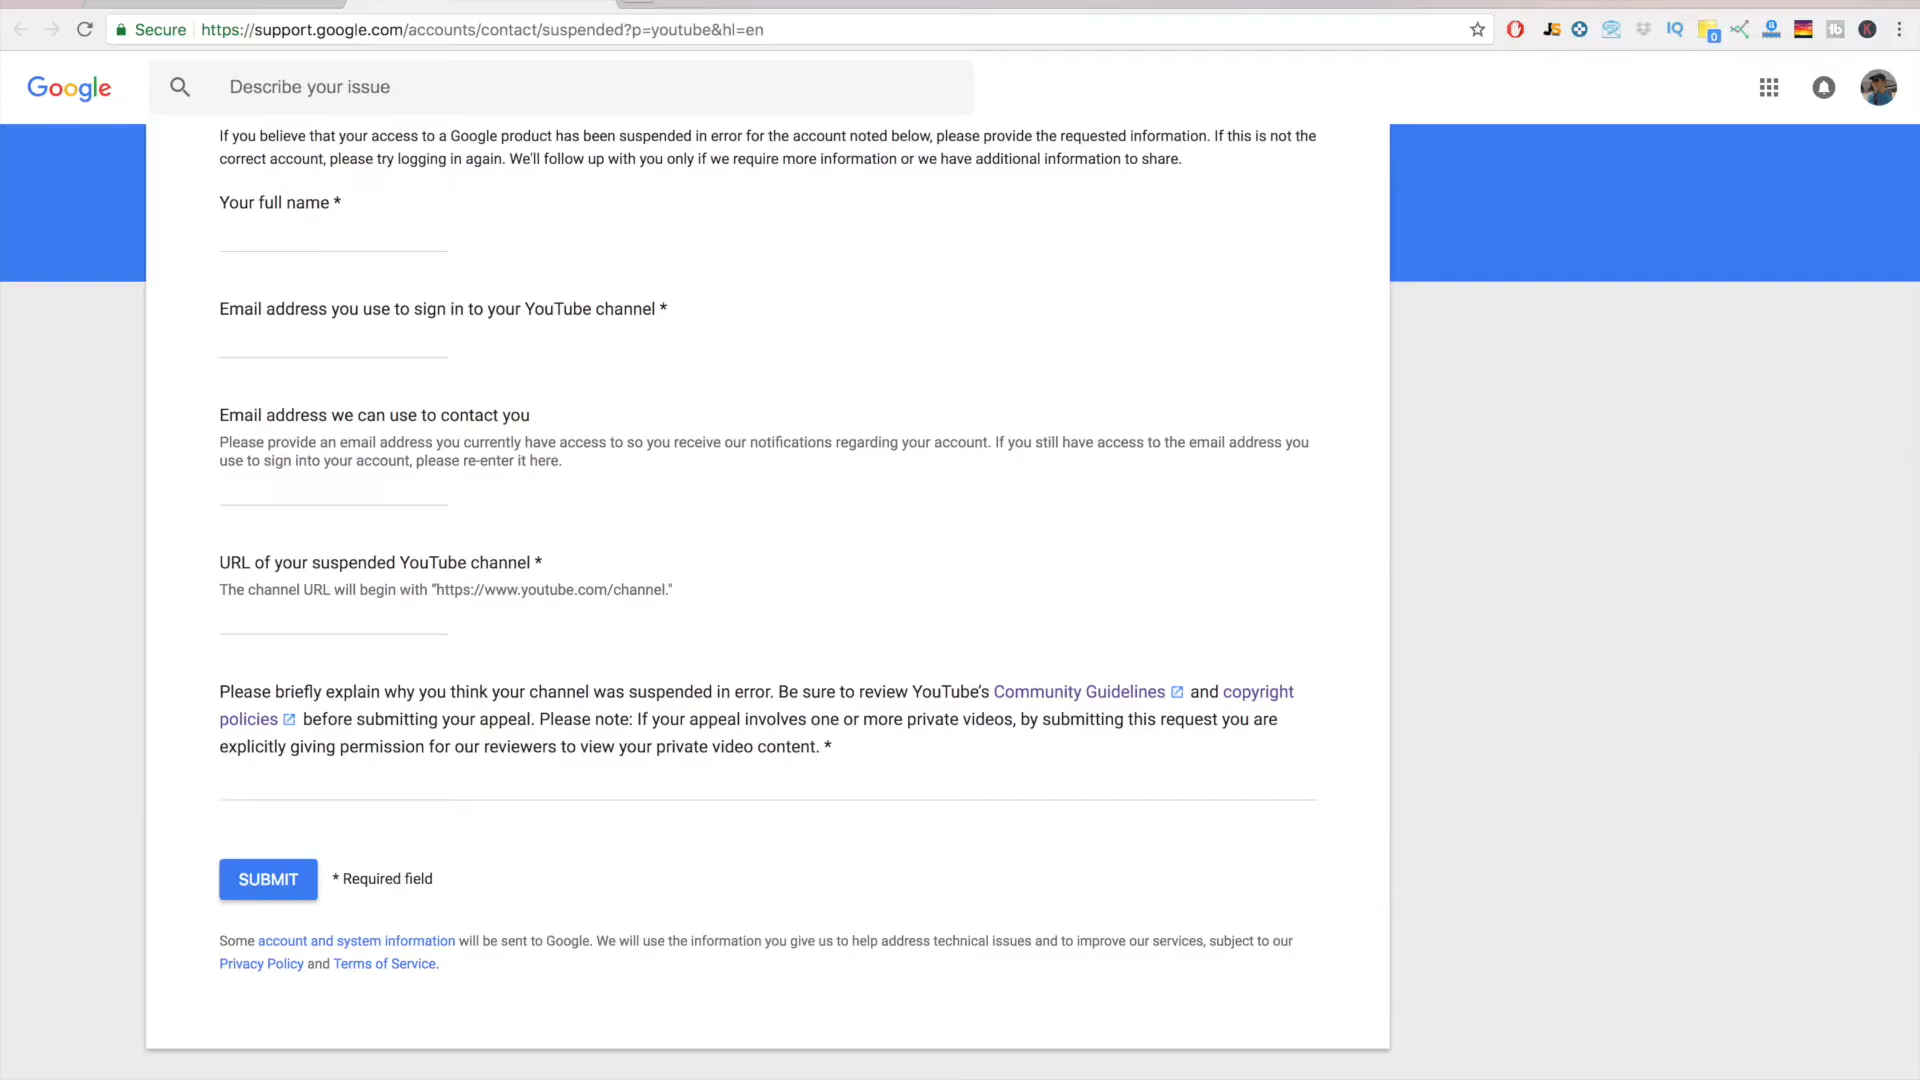 Secure https://support.google.com/accounts/contact/suspended?p=youtube&hl=en
JS
IQ
0
tb
K
Google
Describe your issue
If you believe that your access to a Google product has been suspended in error for the account noted below, please provide the requested information. If this is not the
correct account, please try logging in again. We'll follow up with you only if we require more information or we have additional information to share.
Your full name *
Email address you use to sign in to your YouTube channel *
Email address we can use to contact you
Please provide an email address you currently have access to so you receive our notifications regarding your account. If you still have access to the email address you
use to sign into your account, please re-enter it here.
URL of your suspended YouTube channel *
The channel URL will begin with "https://www.youtube.com/channel."
Please briefly explain why you think your channel was suspended in error. Be sure to review YouTube's Community Guidelines and copyright
policies before submitting your appeal. Please note: If your appeal involves one or more private videos, by submitting this request you are
explicitly giving permission for our reviewers to view your private video content. *
SUBMIT * Required field
Some account and system information will be sent to Google. We will use the information you give us to help address technical issues and to improve our services, subject to our
Privacy Policy and Terms of Service.